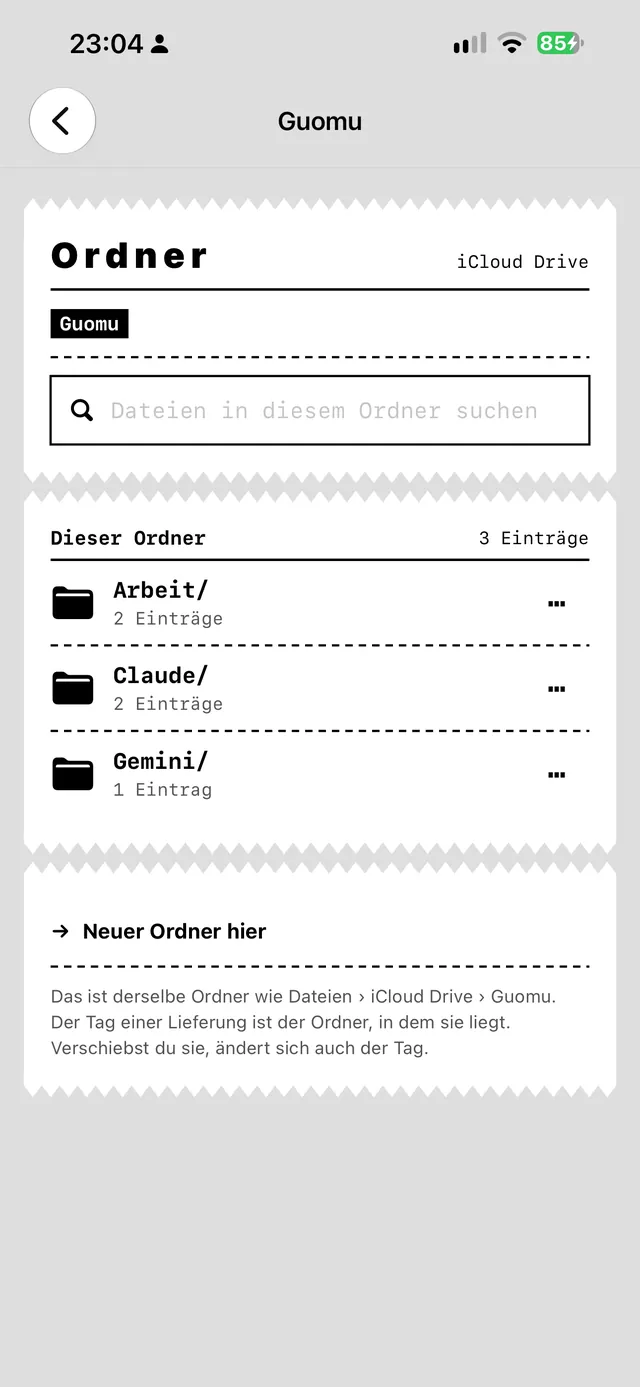 23:04
85
Guomu
Ordner
iCloud Drive
Guomu
Dateien in diesem Ordner suchen
Dieser Ordner
3 Einträge
Arbeit/
2 Einträge
Claude/
2 Einträge
Gemini/
1 Eintrag
→ Neuer Ordner hier
Das ist derselbe Ordner wie Dateien › iCloud Drive › Guomu.
Der Tag einer Lieferung ist der Ordner, in dem sie liegt.
Verschiebst du sie, ändert sich auch der Tag.